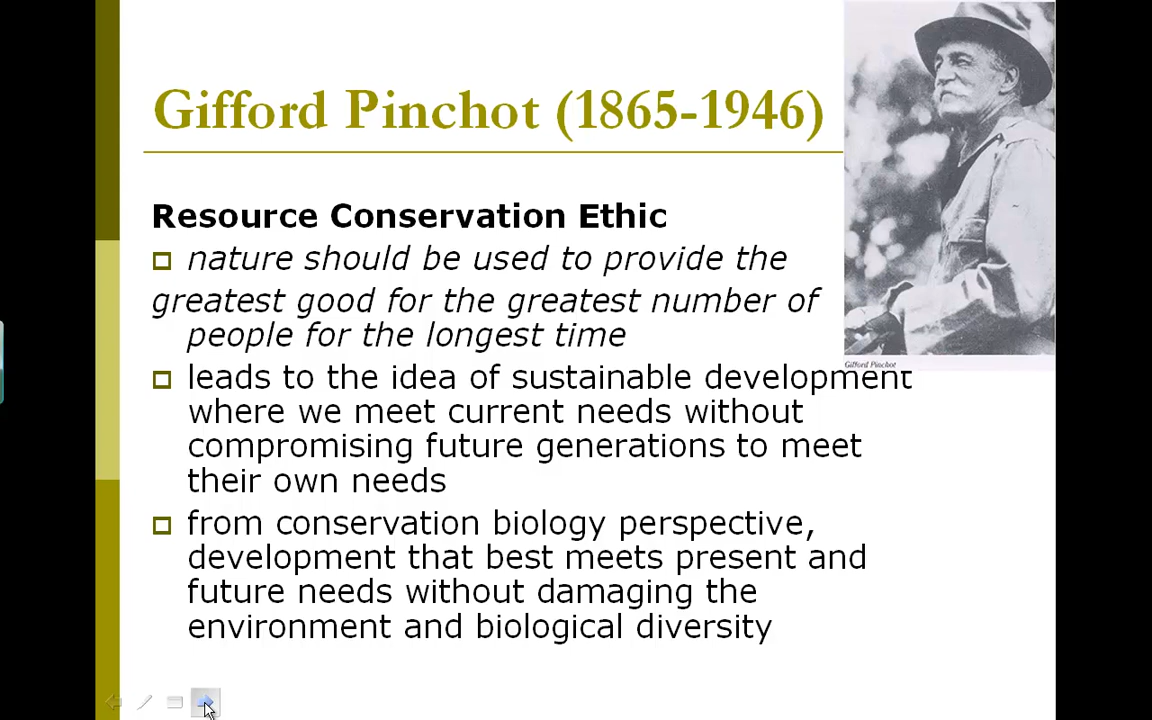 Gifford Pinchot (1865-1946)
Resource Conservation Ethic
nature should be used to provide the
greatest good for the greatest number of
people for the longest time
Gifford Pinchot
leads to the idea of sustainable development
where we meet current needs without
compromising future generations to meet
their own needs
from conservation biology perspective,
development that best meets present and
future needs without damaging the
environment and biological diversity